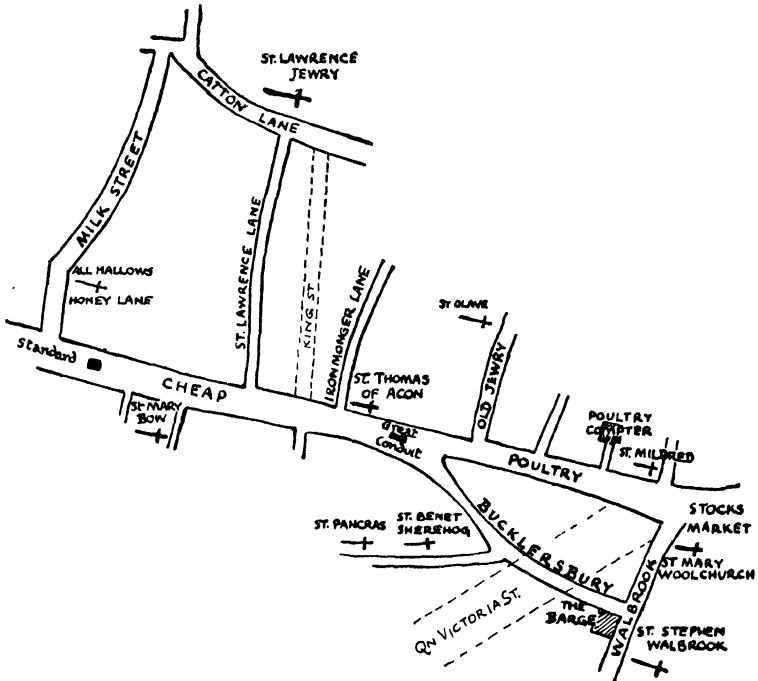 ST. LAWRENCE
JEWRY
CATTON LANE
MILK STREET
ALL HALLOWS
HONEY LANE
ST. LAWRENCE LANE
KING ST
IRONMONGER LANE
ST OLAVE
OLD JEWRY
Standard
CHEAP
ST MARY
BOW
ST. THOMAS
OF ACON
Great
Conduit
POULTRY
COMPTER
ST. MILDRED
POULTRY
STOCKS
MARKET
ST. PANCRAS
ST. BENET
SHEREHOG
BUCKLERSBURY
ST MARY
WOOLCHURCH
WALBROOK
THE
BARGE
QN VICTORIA ST.
ST. STEPHEN
WALBROOK